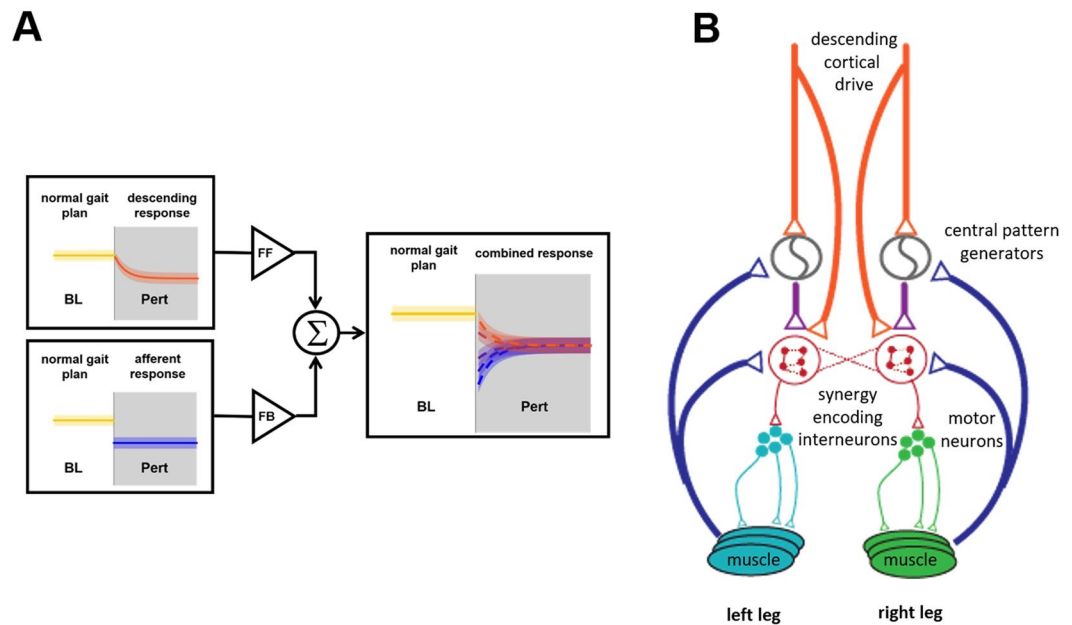 A
normal gait
plan
descending
response
BL
Pert
FF
normal gait
plan
afferent
response
BL
Pert
FB
Σ
normal gait
plan
combined response
BL
Pert
B
descending
cortical
drive
central pattern
generators
synergy
encoding
interneurons
motor
neurons
muscle
muscle
left leg
right leg